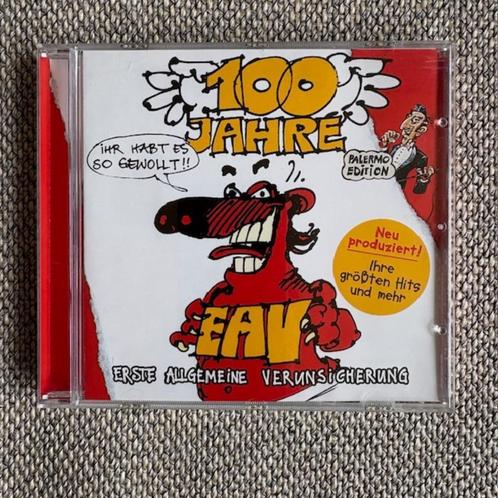 100
JAHRE
IHR HABT ES
SO GEWOLLT!!
PALERMO
EDITION
Neu
produziert!
Ihre
größten Hits
und mehr
EAV
ERSTE ALLGEMEINE VERUNSiCHERUNG